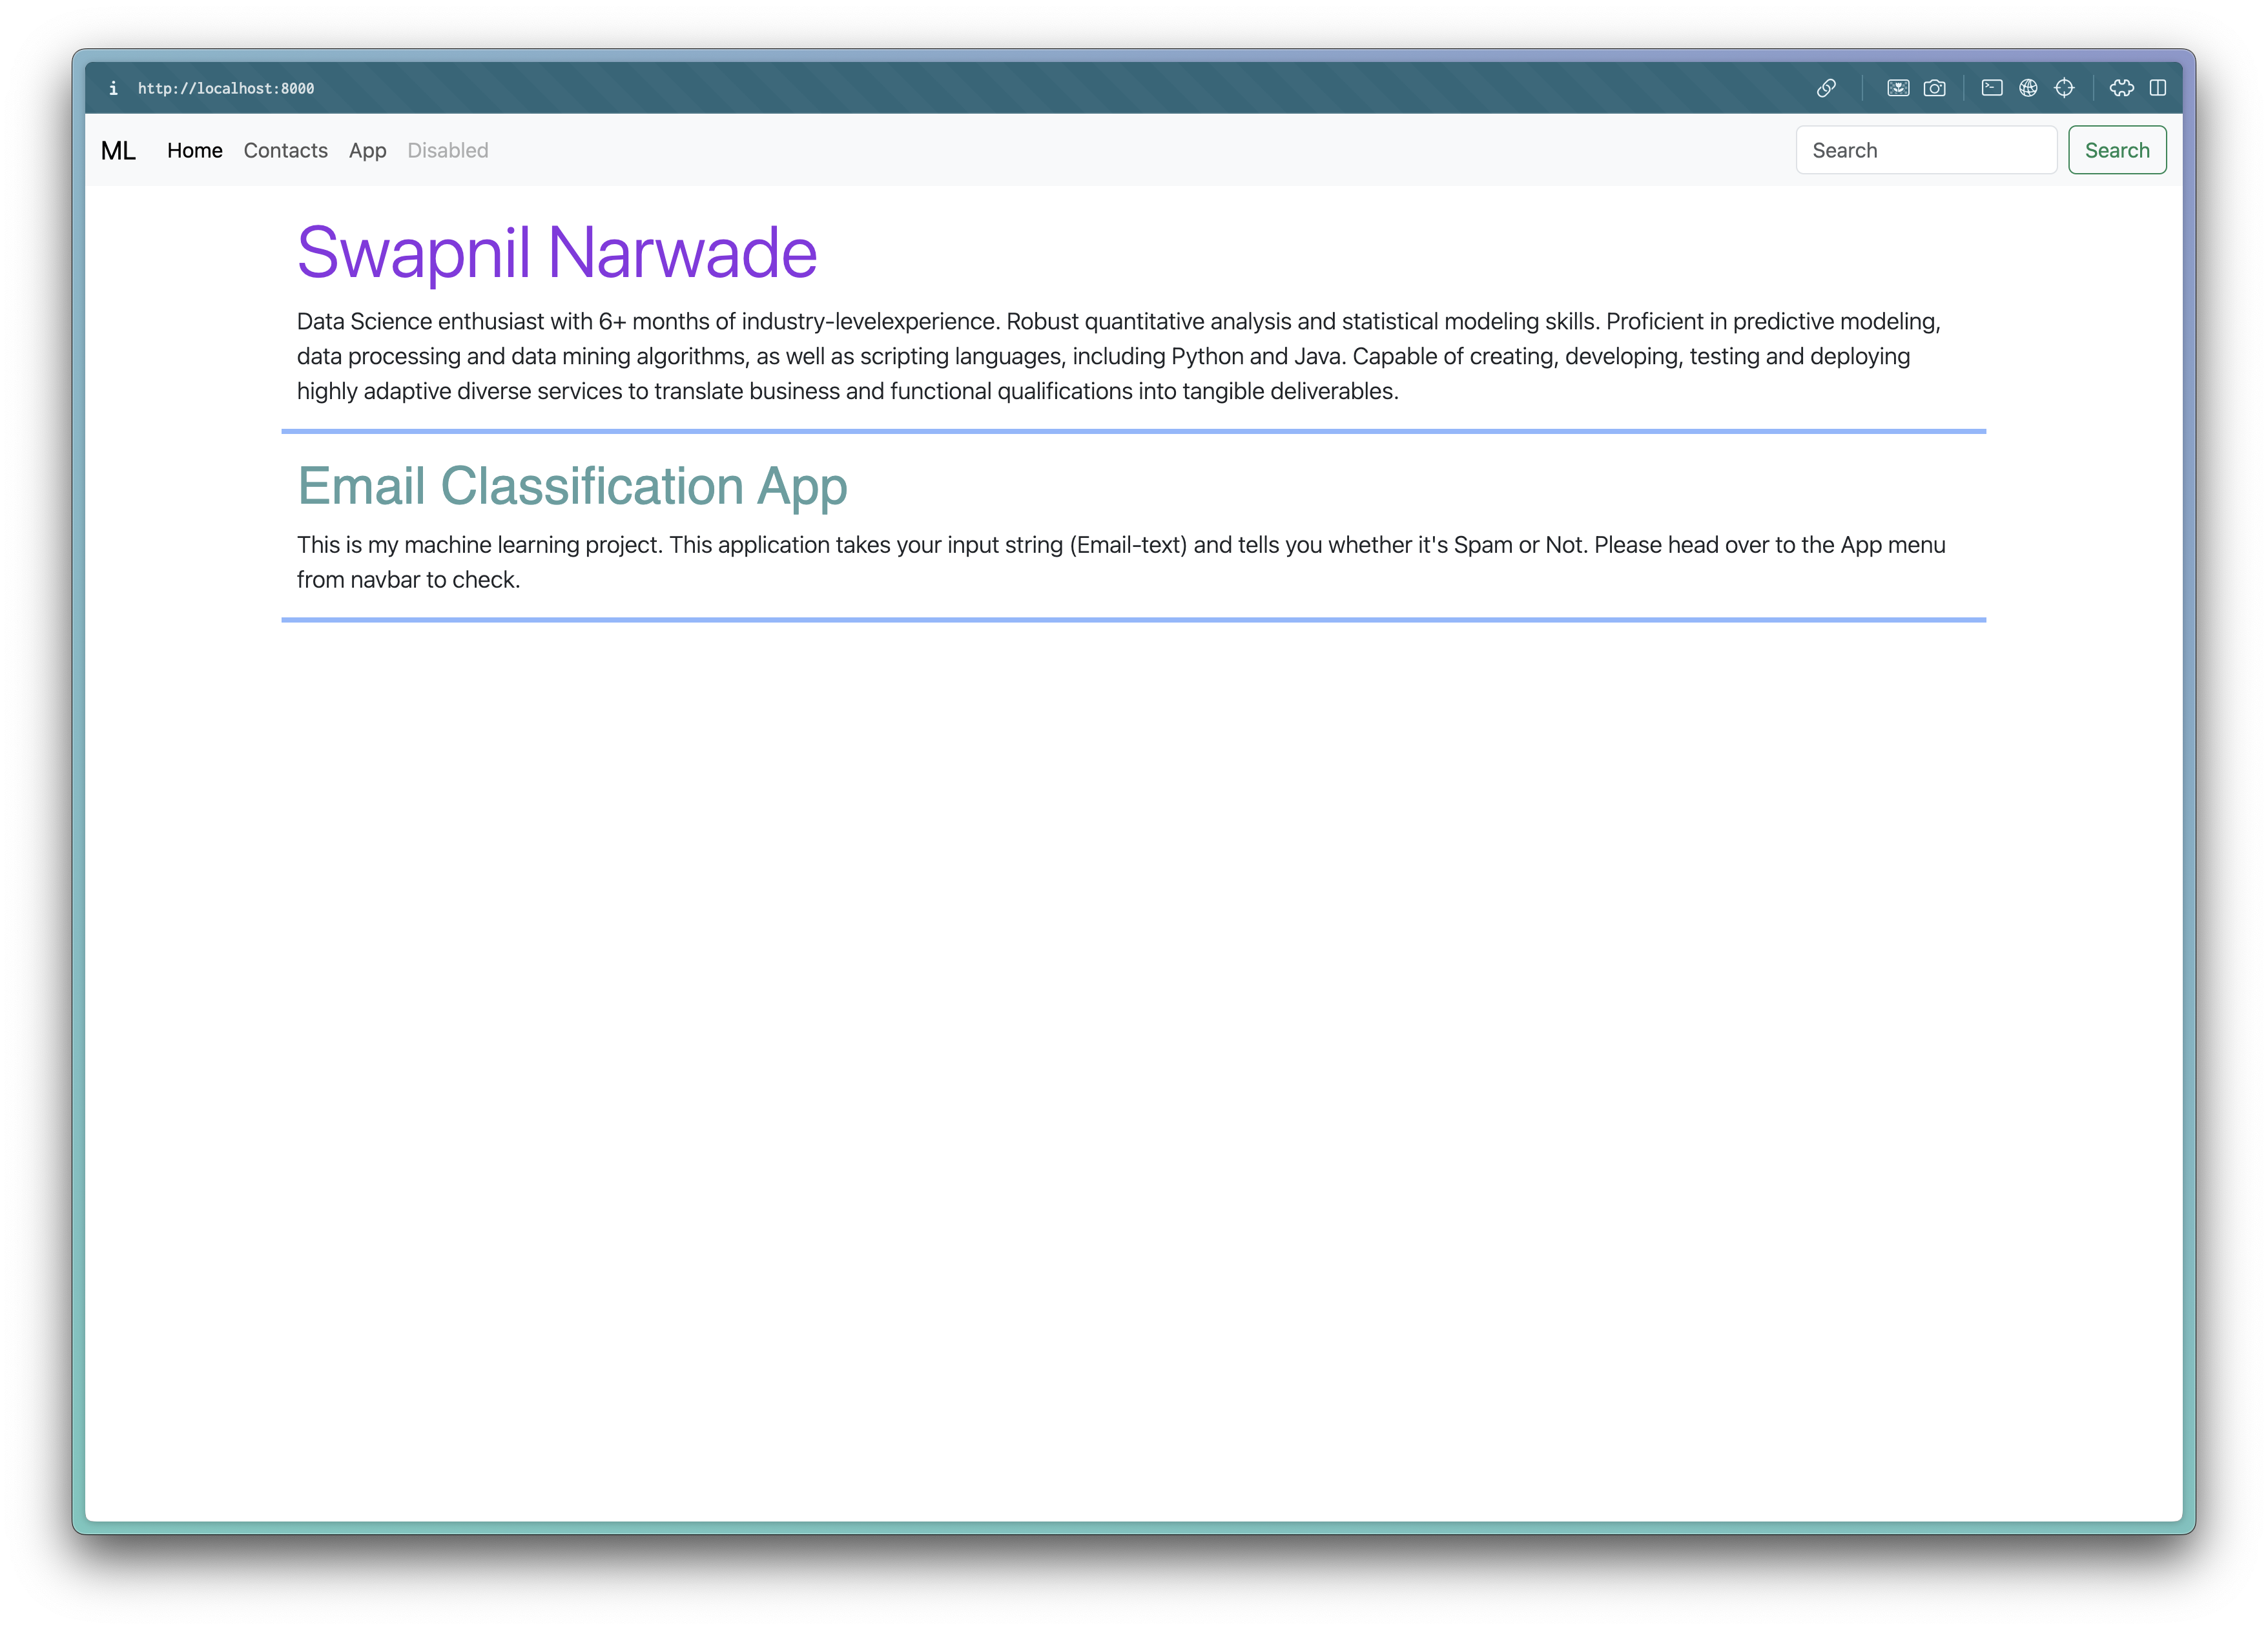 i http://localhost:8000
ML Home Contacts App Disabled Search Search
Swapnil Narwade
Data Science enthusiast with 6+ months of industry-levelexperience. Robust quantitative analysis and statistical modeling skills. Proficient in predictive modeling,
data processing and data mining algorithms, as well as scripting languages, including Python and Java. Capable of creating, developing, testing and deploying
highly adaptive diverse services to translate business and functional qualifications into tangible deliverables.
Email Classification App
This is my machine learning project. This application takes your input string (Email-text) and tells you whether it's Spam or Not. Please head over to the App menu
from navbar to check.